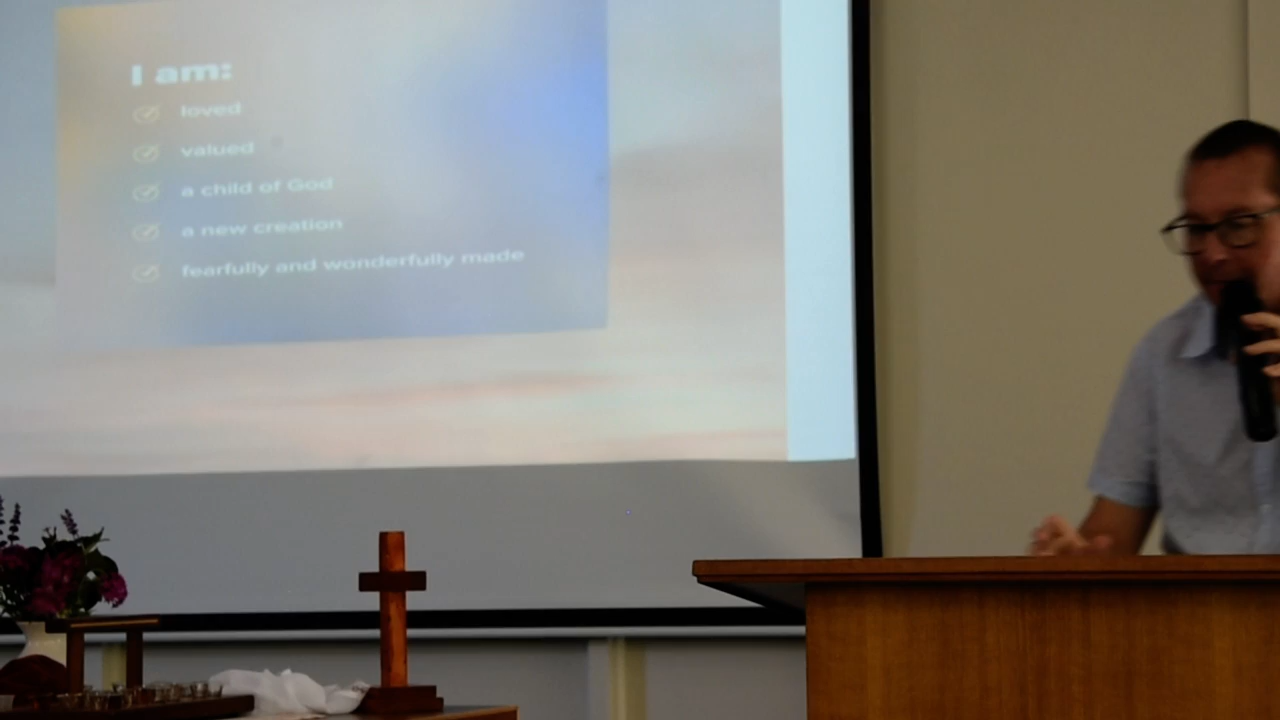 I am:
loved
valued
a child of God
a new creation
fearfully and wonderfully made